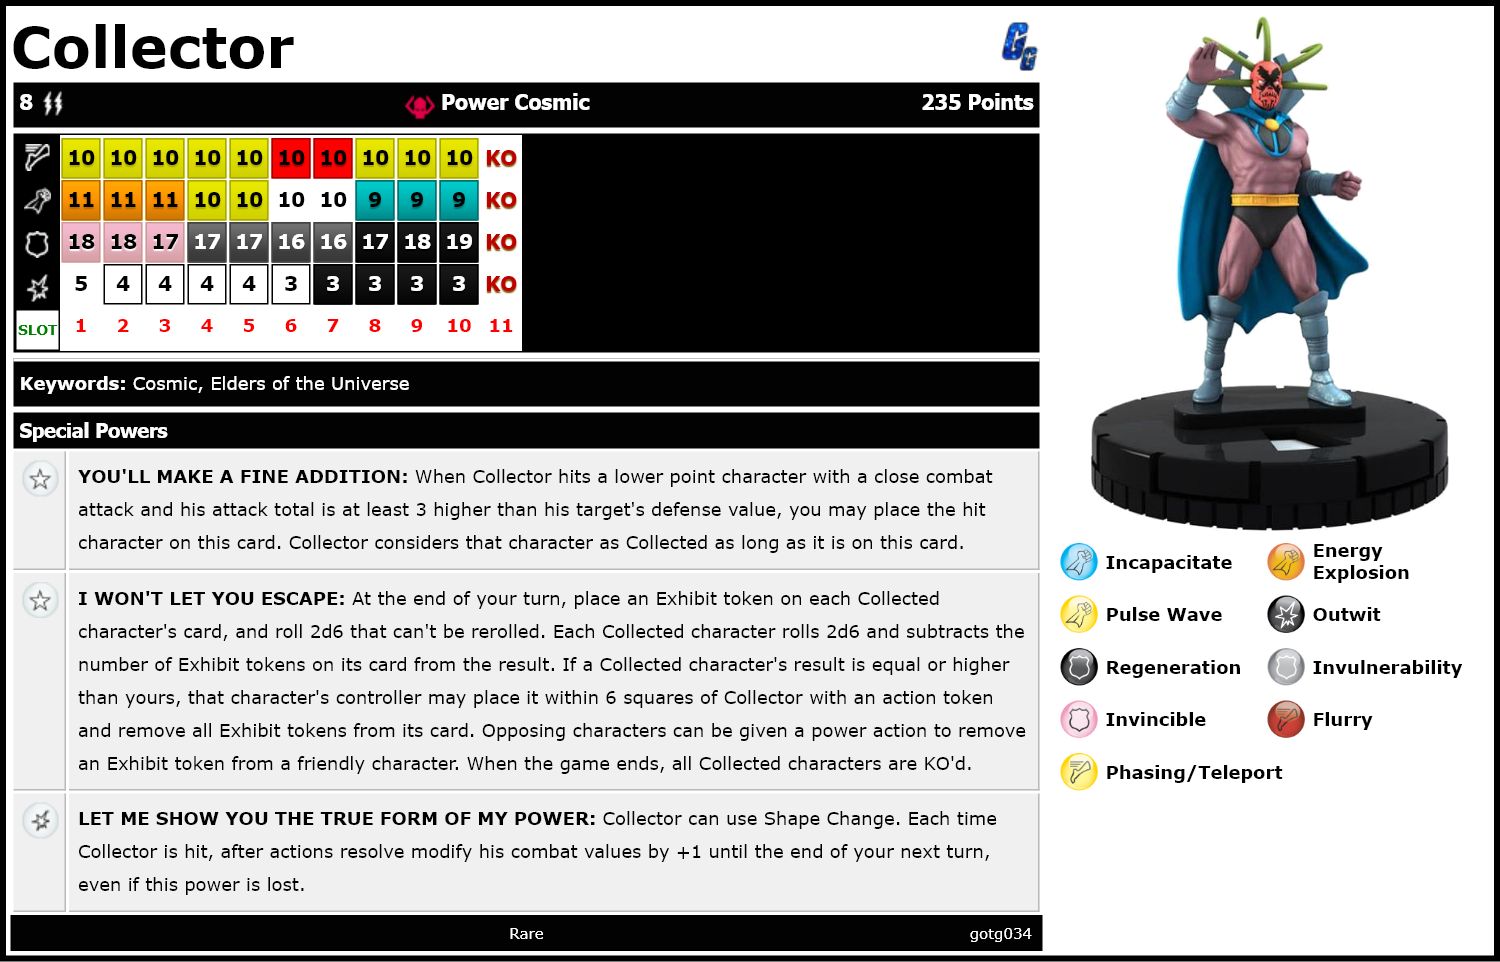 Collector
GG
8 Power Cosmic 235 Points
10 10 10 10 10 10 10 10 10 10 KO
11 11 11 10 10 10 10 9 9 9 KO
18 18 17 17 17 16 16 17 18 19 KO
5 4 4 4 4 3 3 3 3 3 KO
SLOT 1 2 3 4 5 6 7 8 9 10 11
Keywords: Cosmic, Elders of the Universe
Special Powers
YOU'LL MAKE A FINE ADDITION: When Collector hits a lower point character with a close combat
attack and his attack total is at least 3 higher than his target's defense value, you may place the hit
character on this card. Collector considers that character as Collected as long as it is on this card.
I WON'T LET YOU ESCAPE: At the end of your turn, place an Exhibit token on each Collected
character's card, and roll 2d6 that can't be rerolled. Each Collected character rolls 2d6 and subtracts the
number of Exhibit tokens on its card from the result. If a Collected character's result is equal or higher
than yours, that character's controller may place it within 6 squares of Collector with an action token
and remove all Exhibit tokens from its card. Opposing characters can be given a power action to remove
an Exhibit token from a friendly character. When the game ends, all Collected characters are KO'd.
LET ME SHOW YOU THE TRUE FORM OF MY POWER: Collector can use Shape Change. Each time
Collector is hit, after actions resolve modify his combat values by +1 until the end of your next turn,
even if this power is lost.
Rare gotg034
Incapacitate
Energy
Explosion
Pulse Wave
Outwit
Regeneration
Invulnerability
Invincible
Flurry
Phasing/Teleport